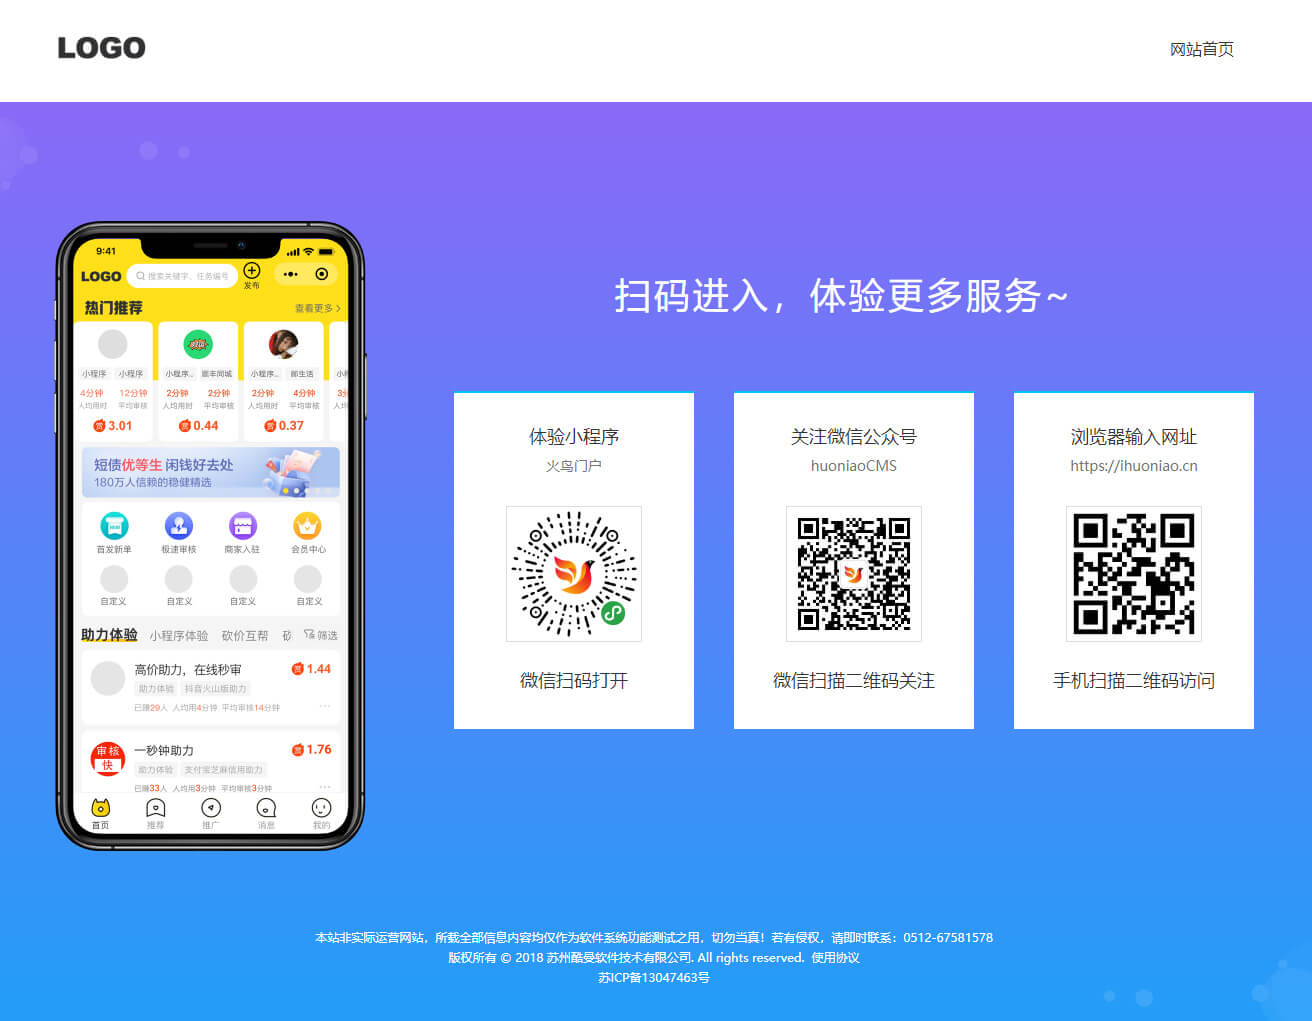 LOGO
网站首页
9:41
LOGO
搜索关键字、任务编号
发布
热门推荐
查看更多
小程序 小程序
4分钟 12分钟
人均用时 平均审核
赏 3.01
小程序... 顺丰同城
2分钟 2分钟
人均用时 平均审核
赏 0.44
小程序... 邮生活
2分钟 4分钟
人均用时 平均审核
赏 0.37
短债优等生 闲钱好去处
180万人信赖的稳健精选
首发新单 极速审核 商家入驻 会员中心
自定义 自定义 自定义 自定义
助力体验 小程序体验 砍价互帮 筛选
高价助力，在线秒审
赏 1.44
助力体验 抖音火山版助力
已赚29人 人均用4分钟 平均审核14分钟
审核
快
一秒钟助力
赏 1.76
助力体验 支付宝芝麻信用助力
已赚33人 人均用3分钟 平均审核3分钟
首页 推荐 推广 消息 我的
扫码进入，体验更多服务~
体验小程序
火鸟门户
微信扫码打开
关注微信公众号
huoniaoCMS
微信扫描二维码关注
浏览器输入网址
https://ihuoniao.cn
手机扫描二维码访问
本站非实际运营网站，所载全部信息内容均仅作为软件系统功能测试之用，切勿当真！若有侵权，请即时联系：0512-67581578
版权所有 © 2018 苏州酷曼软件技术有限公司. All rights reserved. 使用协议
苏ICP备13047463号